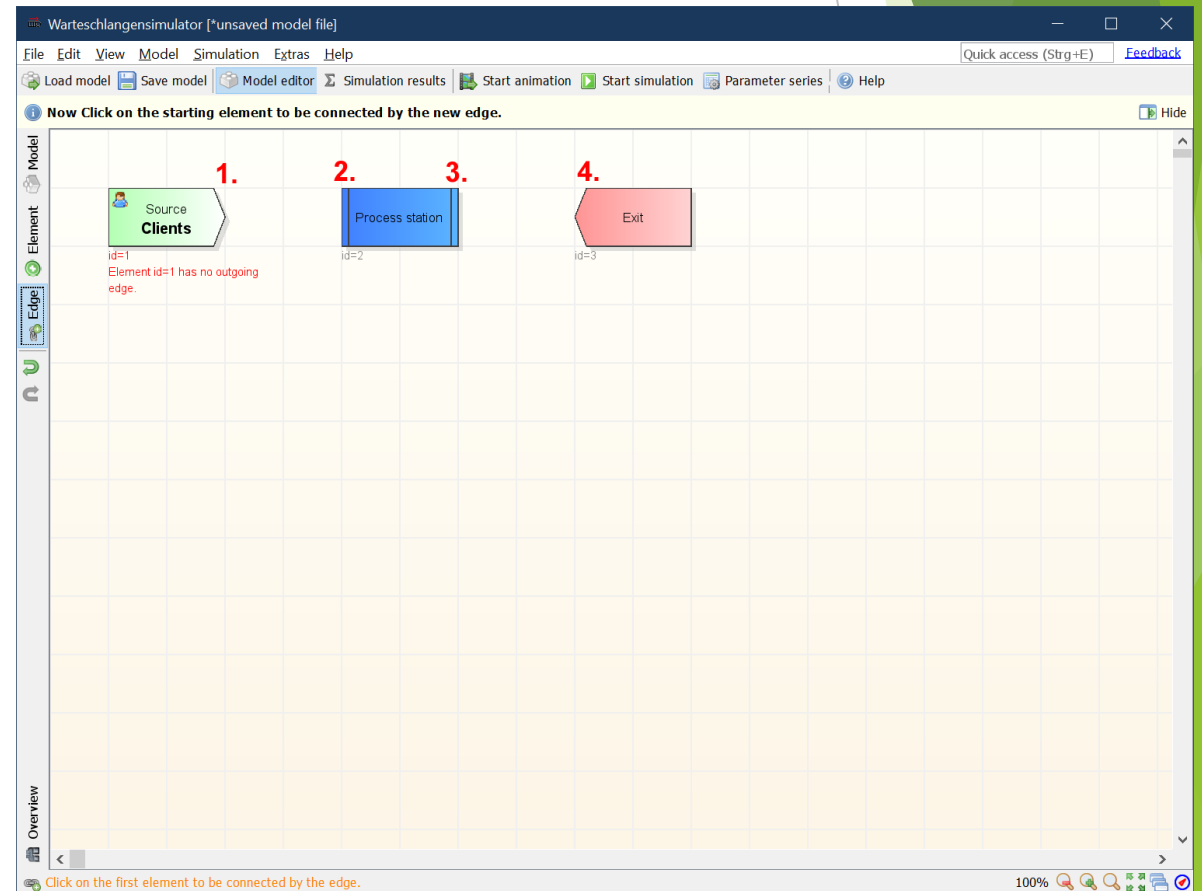 Warteschlangensimulator [*unsaved model file]
File Edit View Model Simulation Extras Help
Quick access (Strg+E) Feedback
Load model Save model Model editor Σ Simulation results Start animation Start simulation Parameter series Help
Now Click on the starting element to be connected by the new edge. Hide
Model
Element
Edge
1. 2. 3. 4.
Source
Clients
Process station
Exit
id=1 id=2 id=3
Element id=1 has no outgoing
edge.
Overview
Click on the first element to be connected by the edge. 100%